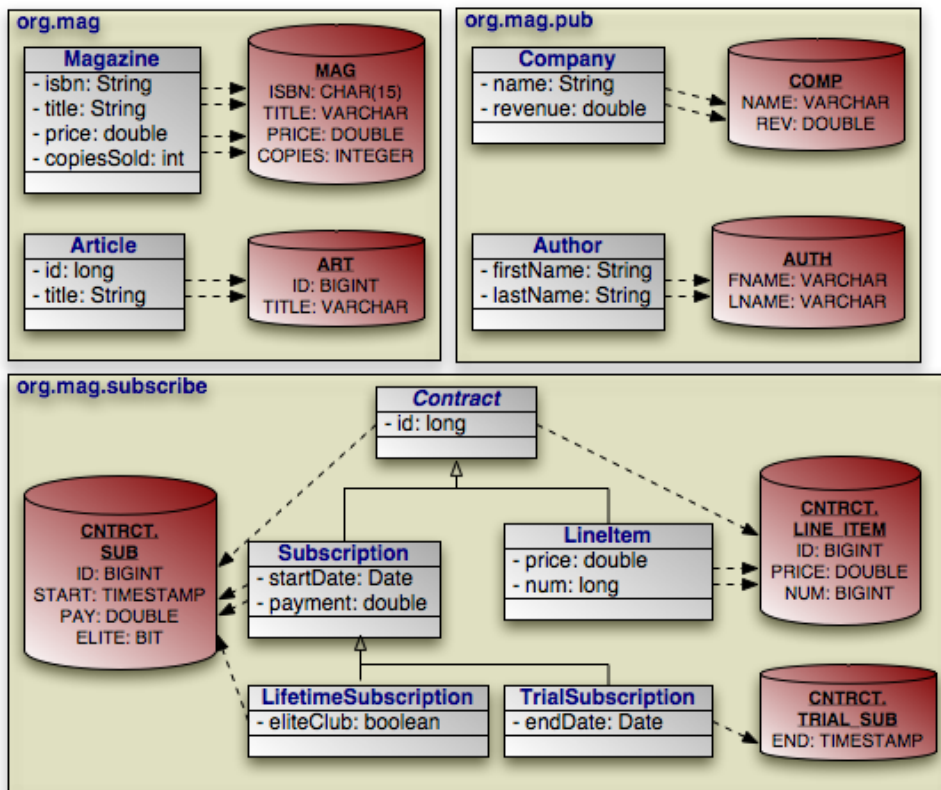 org.mag
Magazine
- isbn: String
- title: String
- price: double
- copiesSold: int
MAG
ISBN: CHAR(15)
TITLE: VARCHAR
PRICE: DOUBLE
COPIES: INTEGER
Article
- id: long
- title: String
ART
ID: BIGINT
TITLE: VARCHAR
org.mag.pub
Company
- name: String
- revenue: double
COMP
NAME: VARCHAR
REV: DOUBLE
Author
- firstName: String
- lastName: String
AUTH
FNAME: VARCHAR
LNAME: VARCHAR
org.mag.subscribe
Contract
- id: long
CNTRCT.
SUB
ID: BIGINT
START: TIMESTAMP
PAY: DOUBLE
ELITE: BIT
Subscription
- startDate: Date
- payment: double
LineItem
- price: double
- num: long
CNTRCT.
LINE_ITEM
ID: BIGINT
PRICE: DOUBLE
NUM: BIGINT
LifetimeSubscription
- eliteClub: boolean
TrialSubscription
- endDate: Date
CNTRCT.
TRIAL_SUB
END: TIMESTAMP